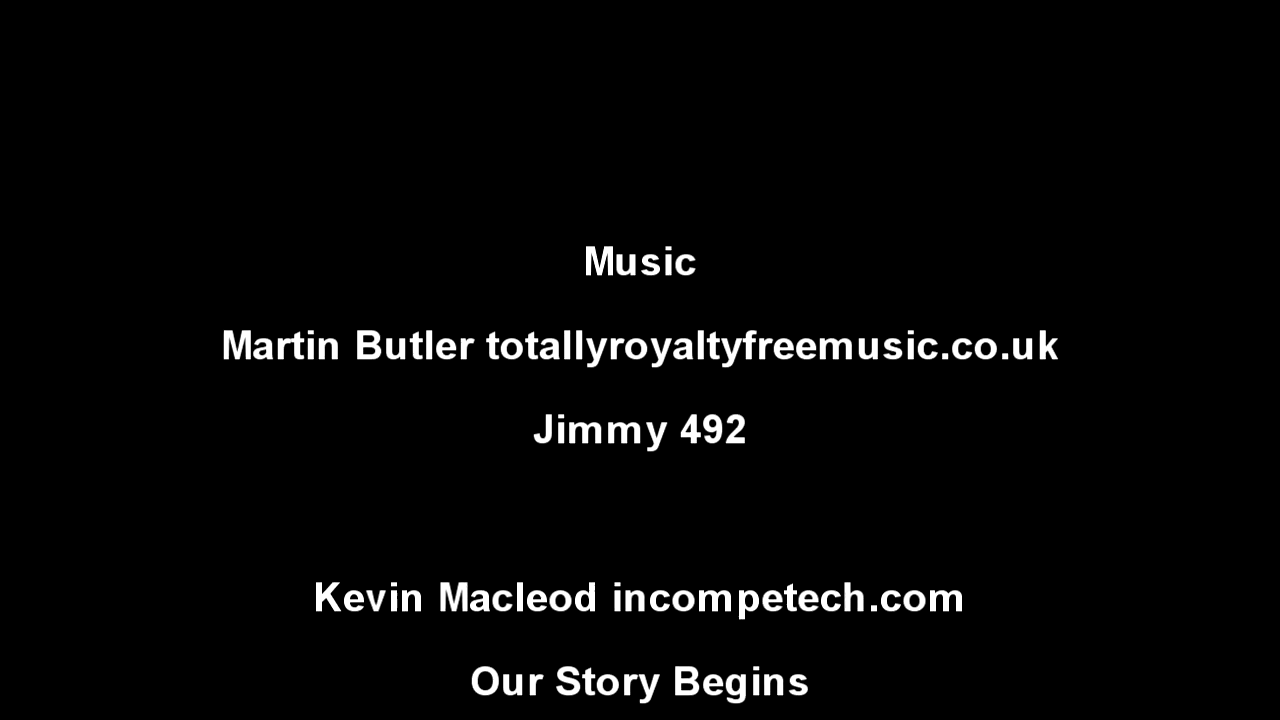 Music
Martin Butler totallyroyaltyfreemusic.co.uk
Jimmy 492
Kevin Macleod incompetech.com
Our Story Begins